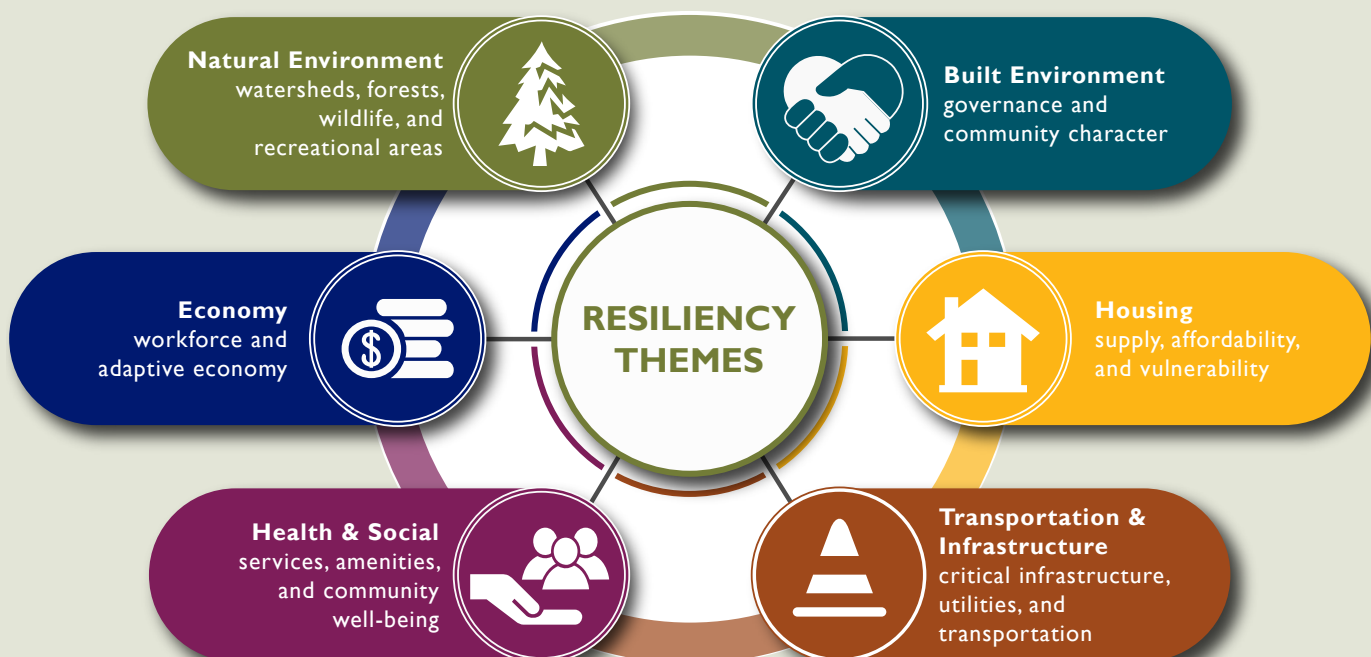 Natural Environment
watersheds, forests,
wildlife, and
recreational areas
Built Environment
governance and
community character
Economy
workforce and
adaptive economy
$
RESILIENCY
THEMES
Housing
supply, affordability,
and vulnerability
Health & Social
services, amenities,
and community
well-being
Transportation &
Infrastructure
critical infrastructure,
utilities, and
transportation